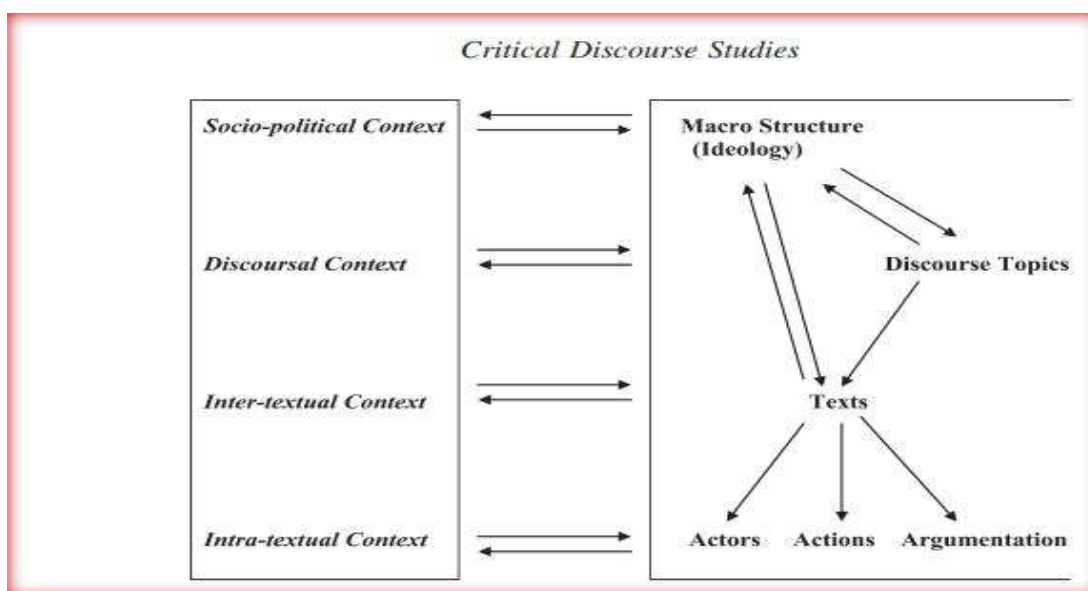 Critical Discourse Studies
Socio-political Context
Macro Structure
(Ideology)
Discoursal Context
Discourse Topics
Inter-textual Context
Texts
Intra-textual Context
Actors Actions Argumentation